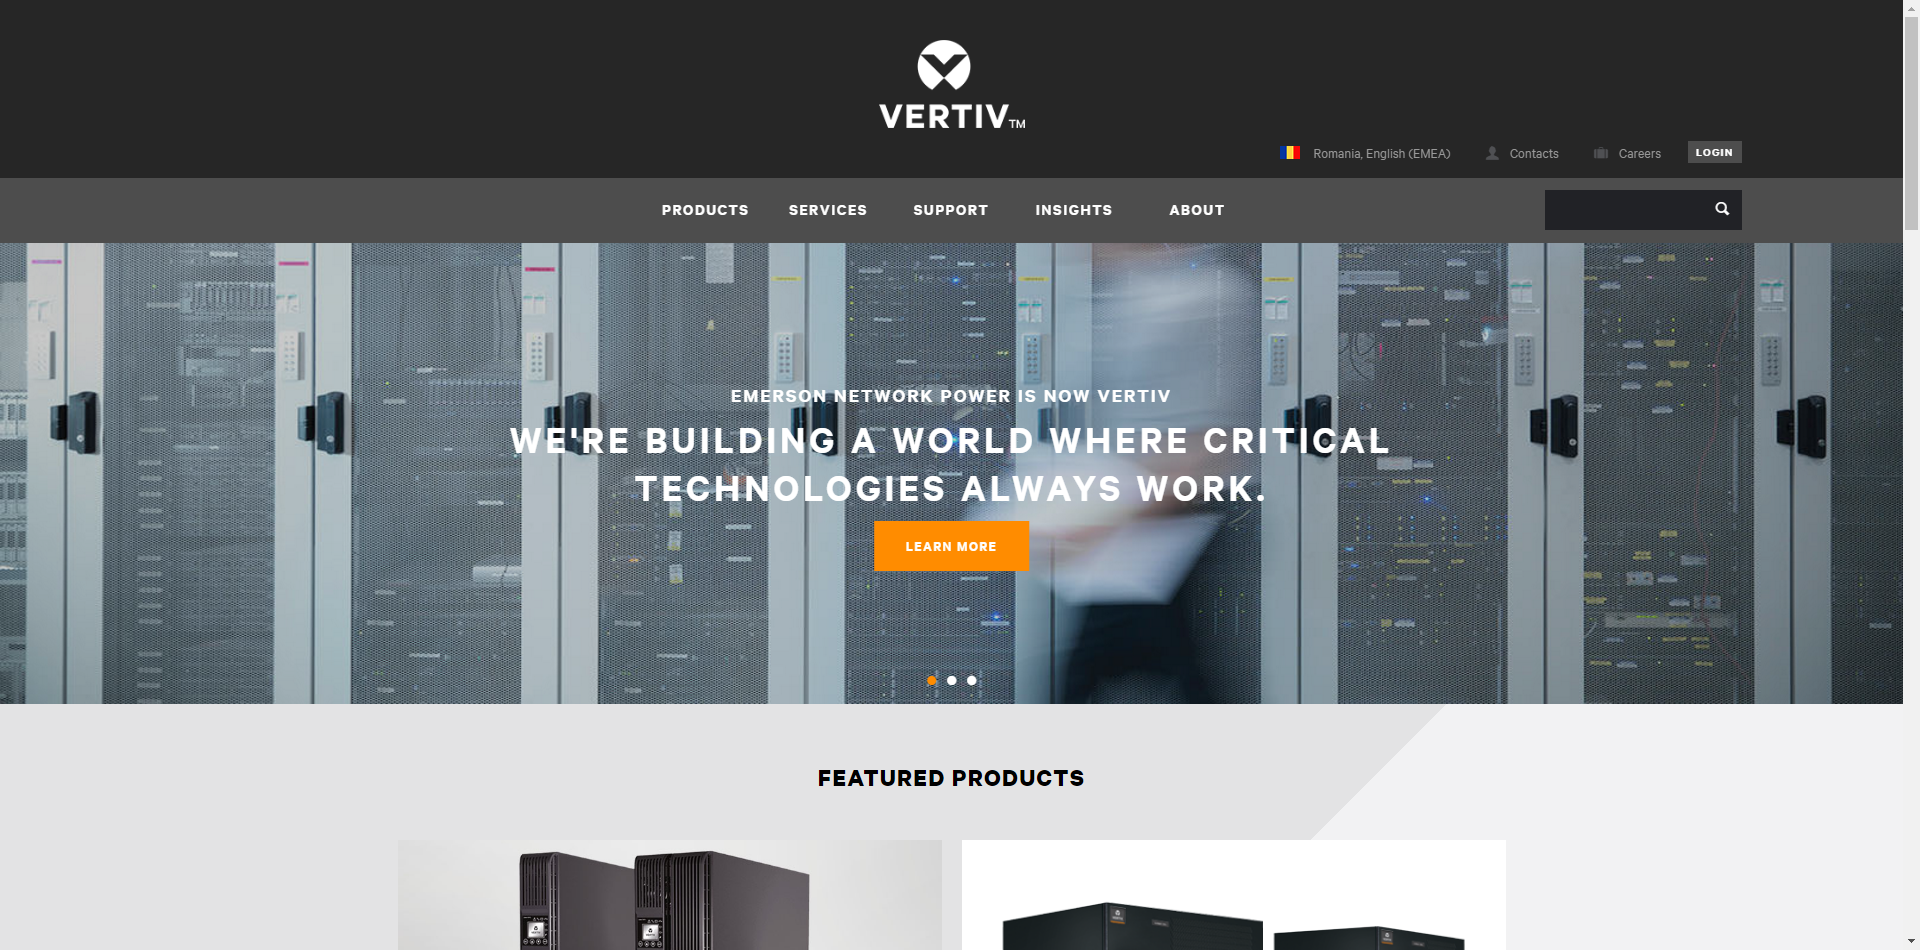 VERTIV™
Romania, English (EMEA)
Contacts
Careers
LOGIN
PRODUCTS
SERVICES
SUPPORT
INSIGHTS
ABOUT
EMERSON NETWORK POWER IS NOW VERTIV
WE'RE BUILDING A WORLD WHERE CRITICAL
TECHNOLOGIES ALWAYS WORK.
LEARN MORE
FEATURED PRODUCTS